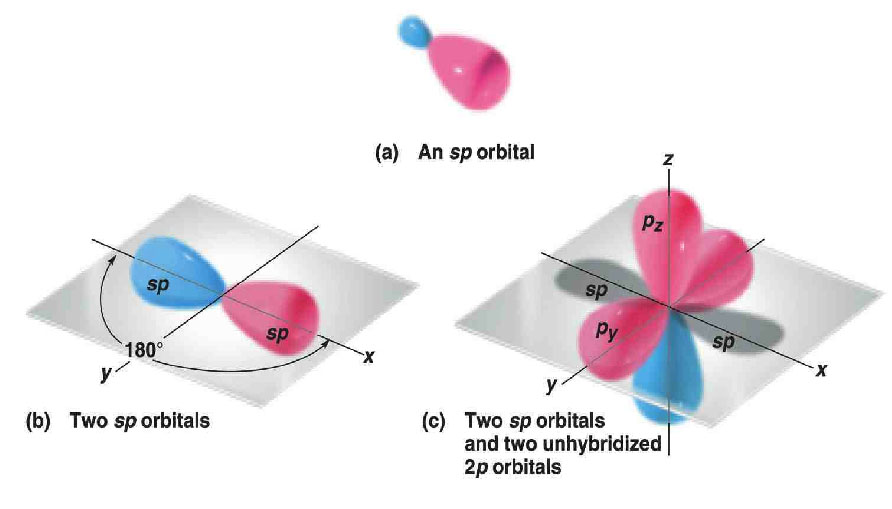 (a) An sp orbital
z
pz
sp
sp
180°
x
y
sp
py
sp
x
y
(b) Two sp orbitals
(c) Two sp orbitals
and two unhybridized
2p orbitals